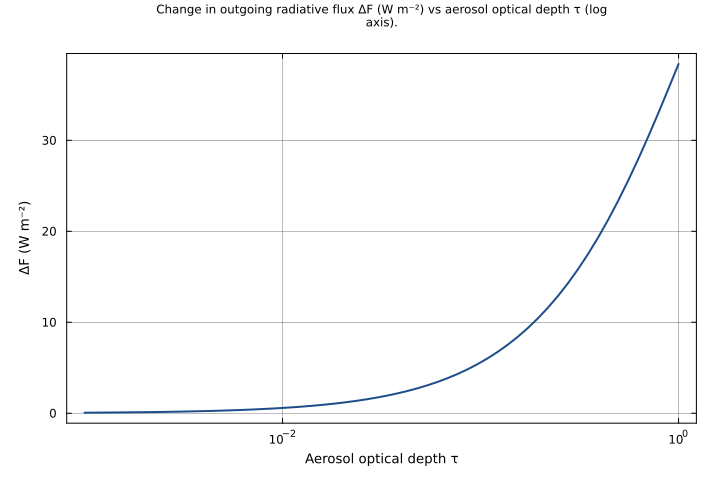 Change in outgoing radiative flux ΔF (W m⁻²) vs aerosol optical depth τ (log
axis).
30
20
10
0
ΔF (W m⁻²)
10⁻²
10⁰
Aerosol optical depth τ